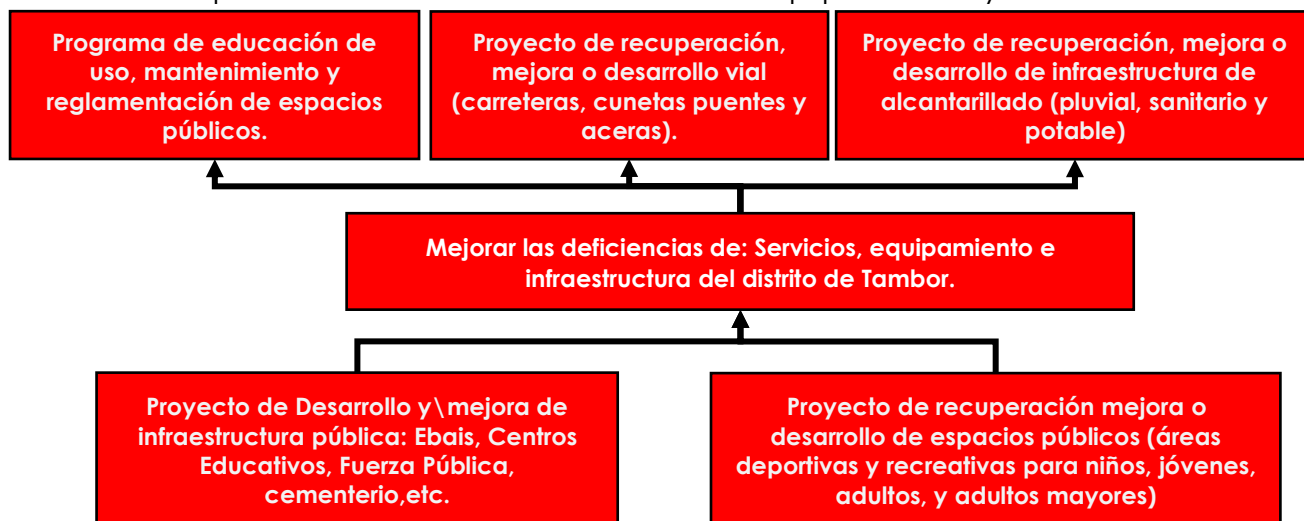 Programa de educación de
uso, mantenimiento y
reglamentación de espacios
públicos.
Proyecto de recuperación,
mejora o desarrollo vial
(carreteras, cunetas puentes y
aceras).
Proyecto de recuperación, mejora o
desarrollo de infraestructura de
alcantarillado (pluvial, sanitario y
potable)
Mejorar las deficiencias de: Servicios, equipamiento e
infraestructura del distrito de Tambor.
Proyecto de Desarrollo y\mejora de
infraestructura pública: Ebais, Centros
Educativos, Fuerza Pública,
cementerio,etc.
Proyecto de recuperación mejora o
desarrollo de espacios públicos (áreas
deportivas y recreativas para niños, jóvenes,
adultos, y adultos mayores)